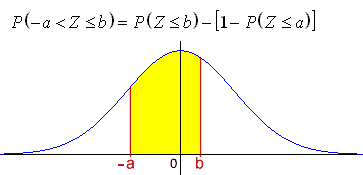 P(−a < Z ≤ b) = P(Z ≤ b) − [1 − P(Z ≤ a)]
-a 0 b